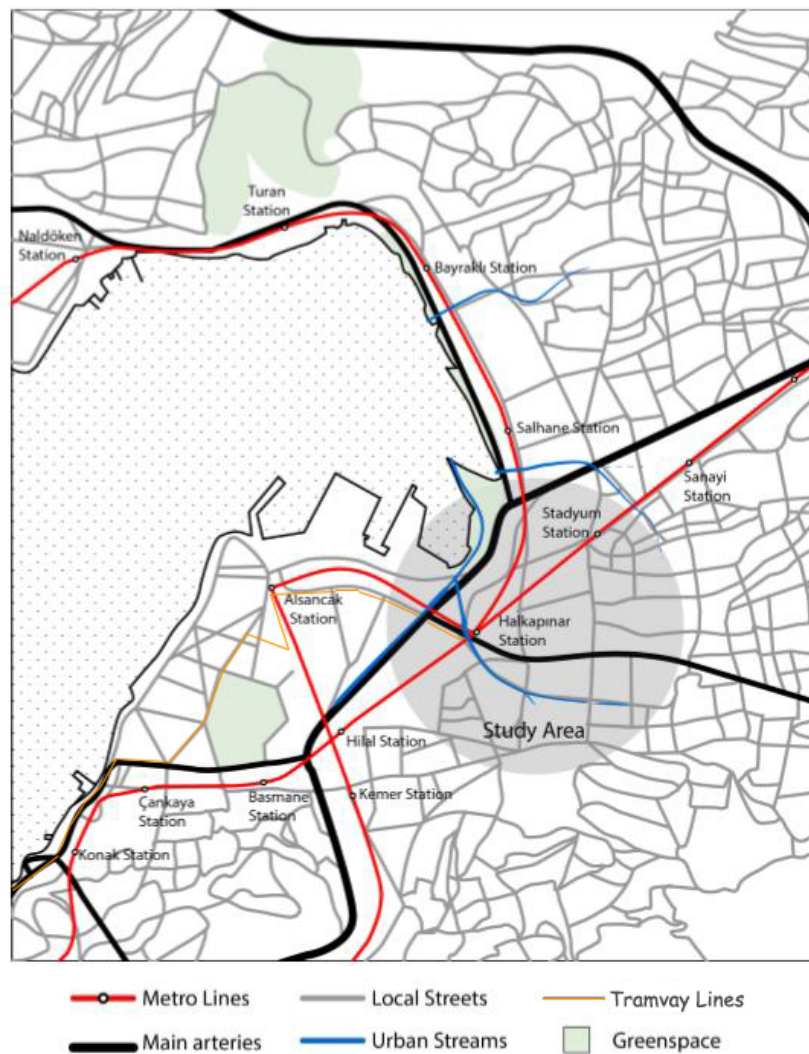 Turan
Station
Naldöken
Station
Bayraklı Station
Salhane Station
Sanayi
Station
Stadyum
Station
Alsancak
Station
Halkapınar
Station
Study Area
Hilal Station
Çankaya
Station
Basmane
Station
Kemer Station
Konak Station
Metro Lines
Local Streets
Tramvay Lines
Main arteries
Urban Streams
Greenspace